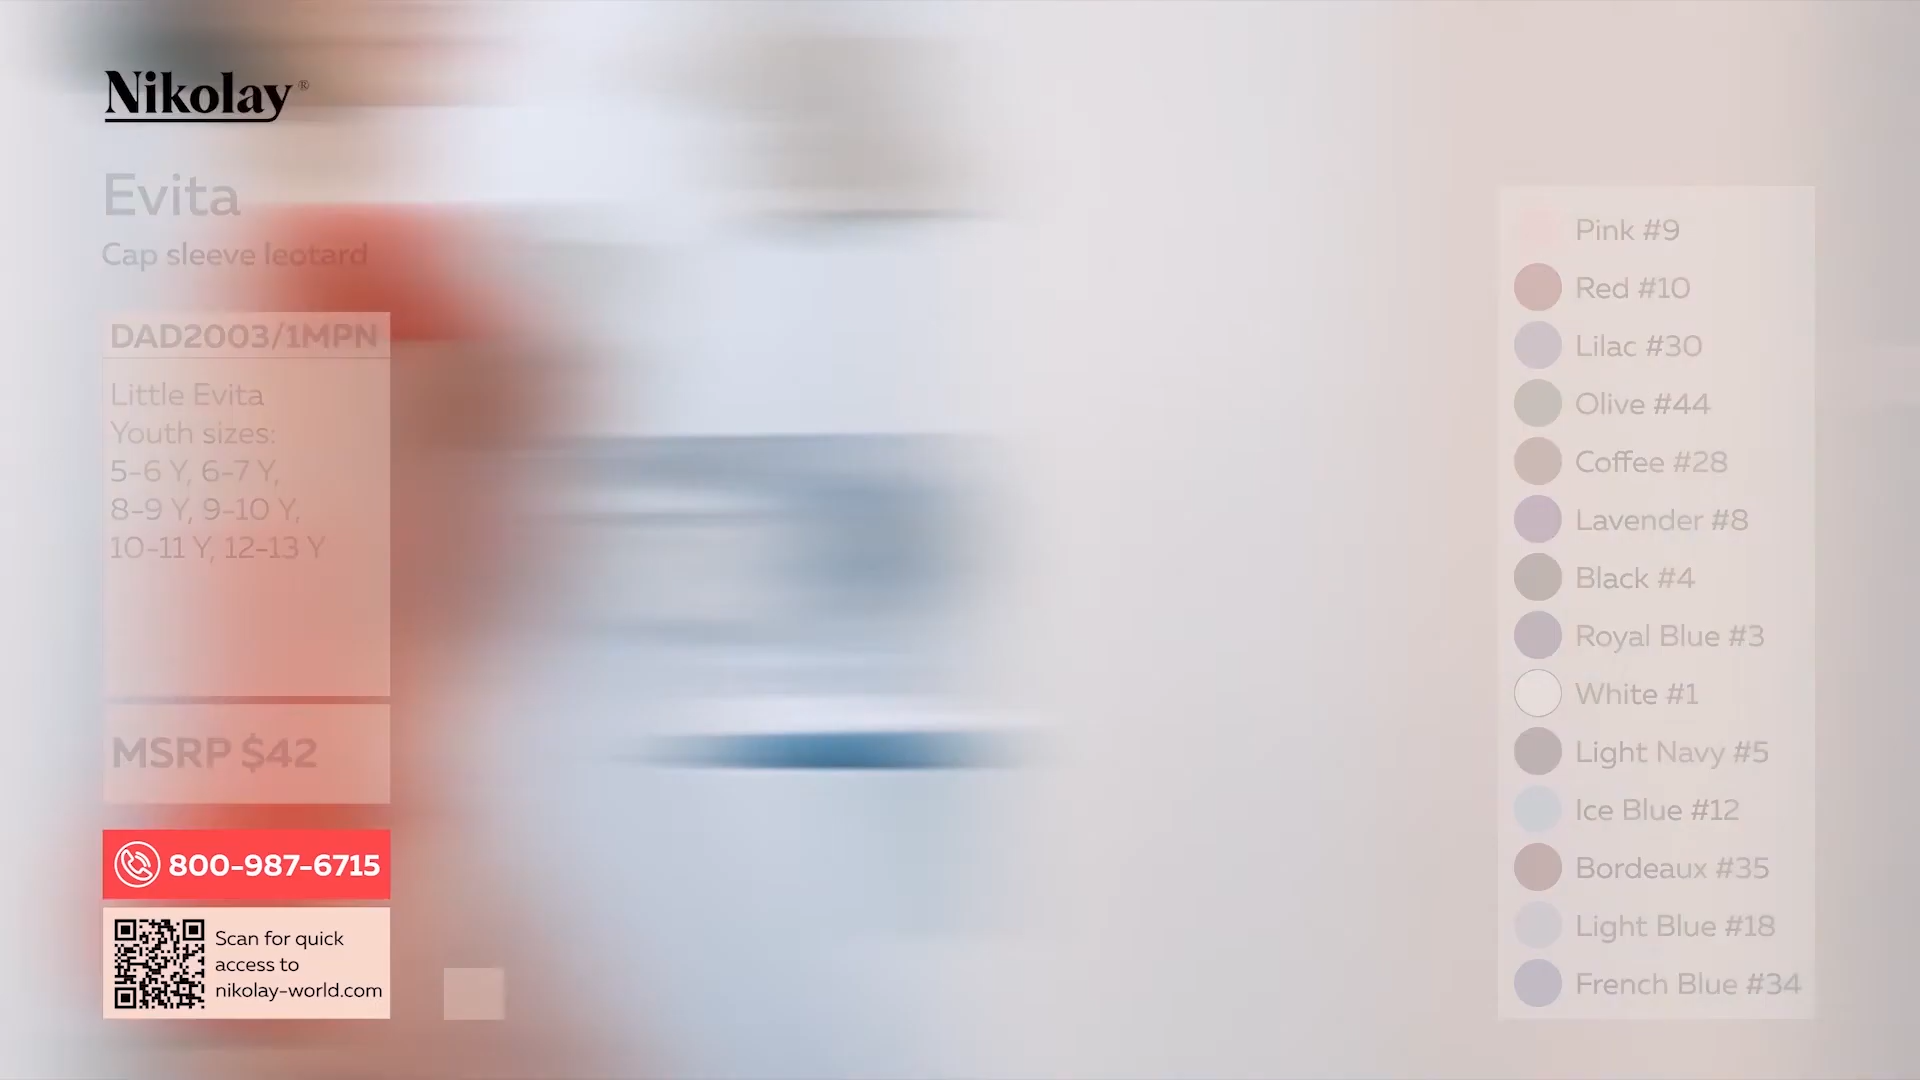 Nikolay®
Evita
Cap sleeve leotard
DAD2003/1MPN
Little Evita
Youth sizes:
5-6 Y, 6-7 Y,
8-9 Y, 9-10 Y,
10-11 Y, 12-13 Y
MSRP $42
800-987-6715
Scan for quick
access to
nikolay-world.com
Pink #9
Red #10
Lilac #30
Olive #44
Coffee #28
Lavender #8
Black #4
Royal Blue #3
White #1
Light Navy #5
Ice Blue #12
Bordeaux #35
Light Blue #18
French Blue #34